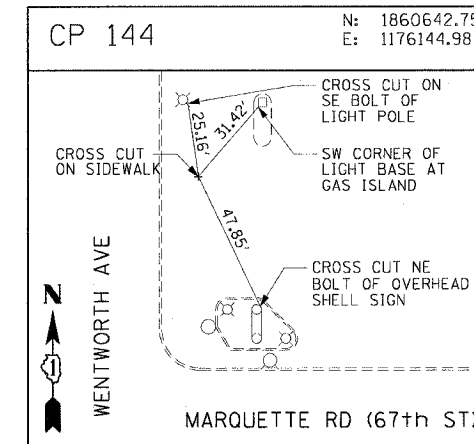 CP 144
N: 1860642.75
E: 1176144.98
CROSS CUT ON
SE BOLT OF
LIGHT POLE
25.16'
31.42'
CROSS CUT
ON SIDEWALK
SW CORNER OF
LIGHT BASE AT
GAS ISLAND
47.85'
CROSS CUT NE
BOLT OF OVERHEAD
SHELL SIGN
WENTWORTH AVE
N
1
MARQUETTE RD (67th ST)